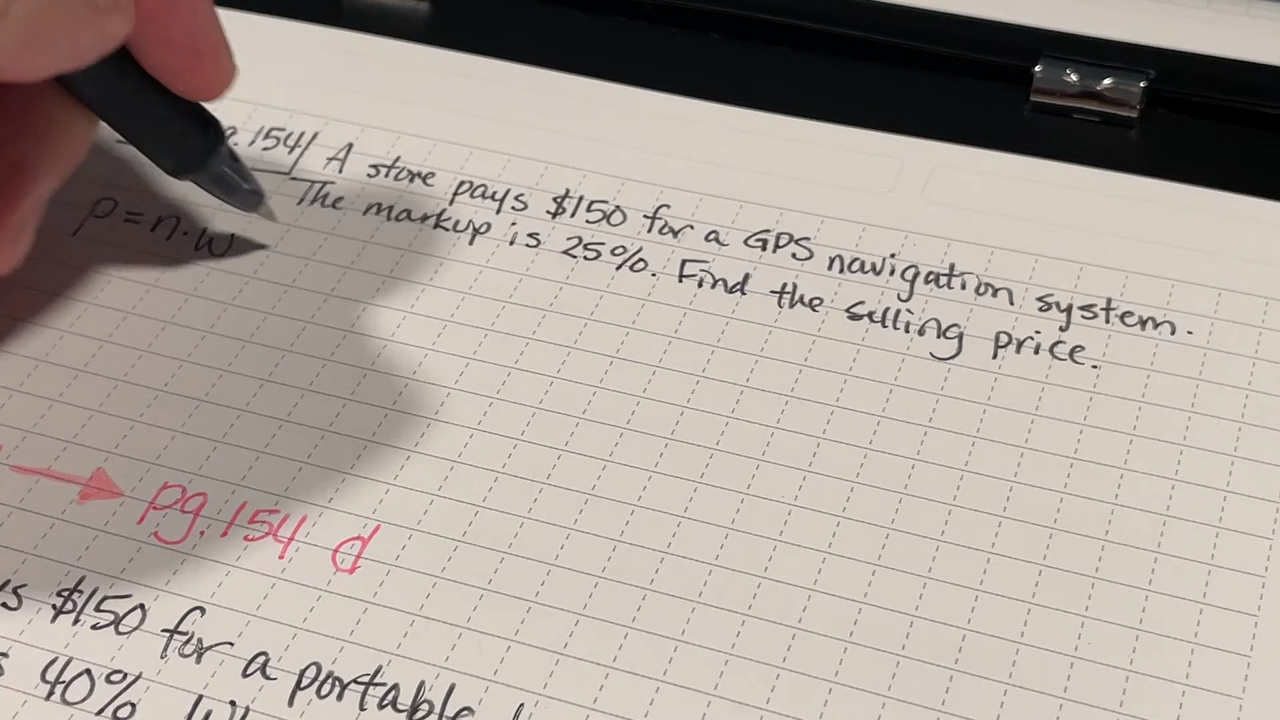 .154/ A store pays $150 for a GPS navigation system.
The markup is 25%. Find the selling price.
p=n.w
pg.154 d
$150 for a portable
40%